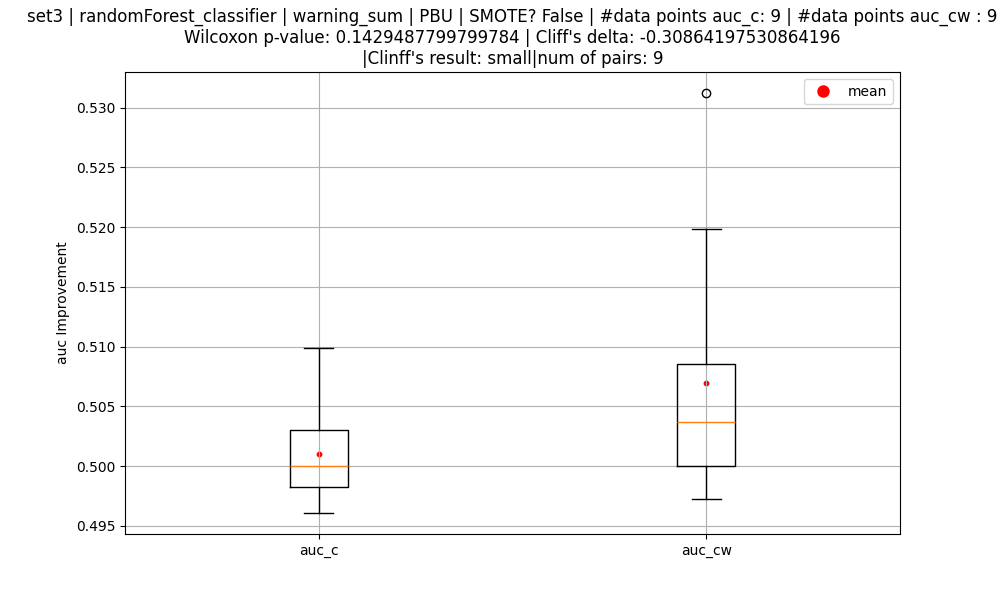 set3 | randomForest_classifier | warning_sum | PBU | SMOTE? False | #data points auc_c: 9 | #data points auc_cw : 9
Wilcoxon p-value: 0.1429487799799784 | Cliff's delta: -0.30864197530864196
|Clinff's result: small|num of pairs: 9
mean
0.530
0.525
0.520
0.515
0.510
0.505
0.500
0.495
auc Improvement
auc_c
auc_cw